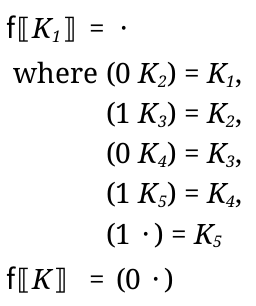 f⟦K₁⟧ = ·
where (0 K₂) = K₁,
(1 K₃) = K₂,
(0 K₄) = K₃,
(1 K₅) = K₄,
(1 ·) = K₅
f⟦K⟧ = (0 ·)